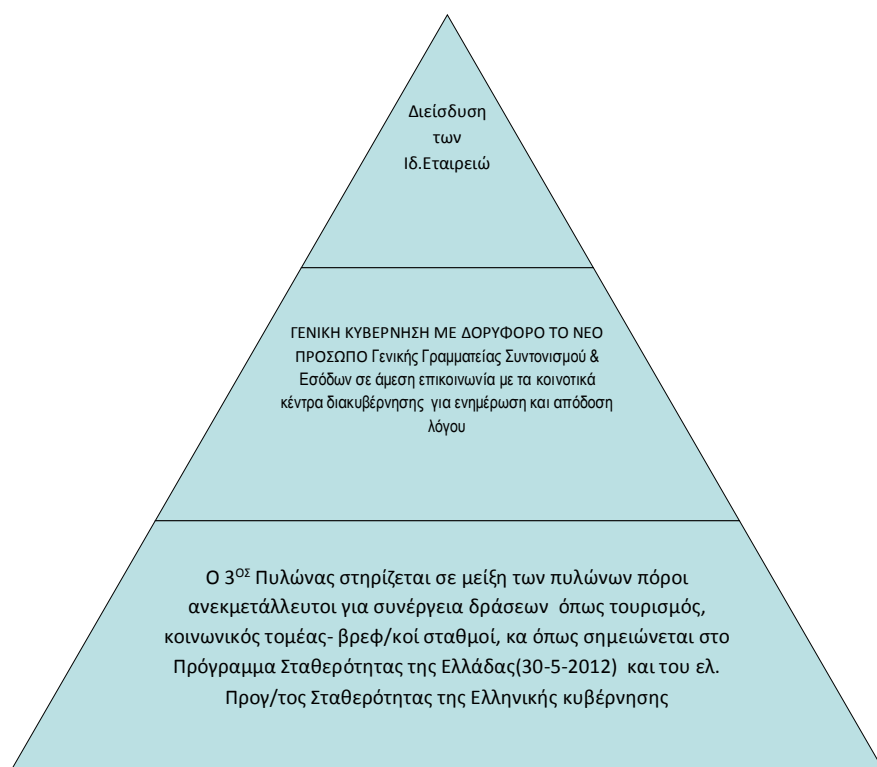 Διείσδυση
των
Ιδ.Εταιρειώ
ΓΕΝΙΚΗ ΚΥΒΕΡΝΗΣΗ ΜΕ ΔΟΡΥΦΟΡΟ ΤΟ ΝΕΟ
ΠΡΟΣΩΠΟ Γενικής Γραμματείας Συντονισμού &
Εσόδων σε άμεση επικοινωνία με τα κοινοτικά
κέντρα διακυβέρνησης για ενημέρωση και απόδοση
λόγου
Ο 3ᴼΣ Πυλώνας στηρίζεται σε μείξη των πυλώνων πόροι
ανεκμετάλλευτοι για συνέργεια δράσεων όπως τουρισμός,
κοινωνικός τομέας- βρεφ/κοί σταθμοί, κα όπως σημειώνεται στο
Πρόγραμμα Σταθερότητας της Ελλάδας(30-5-2012) και του ελ.
Προγ/τος Σταθερότητας της Ελληνικής κυβέρνησης